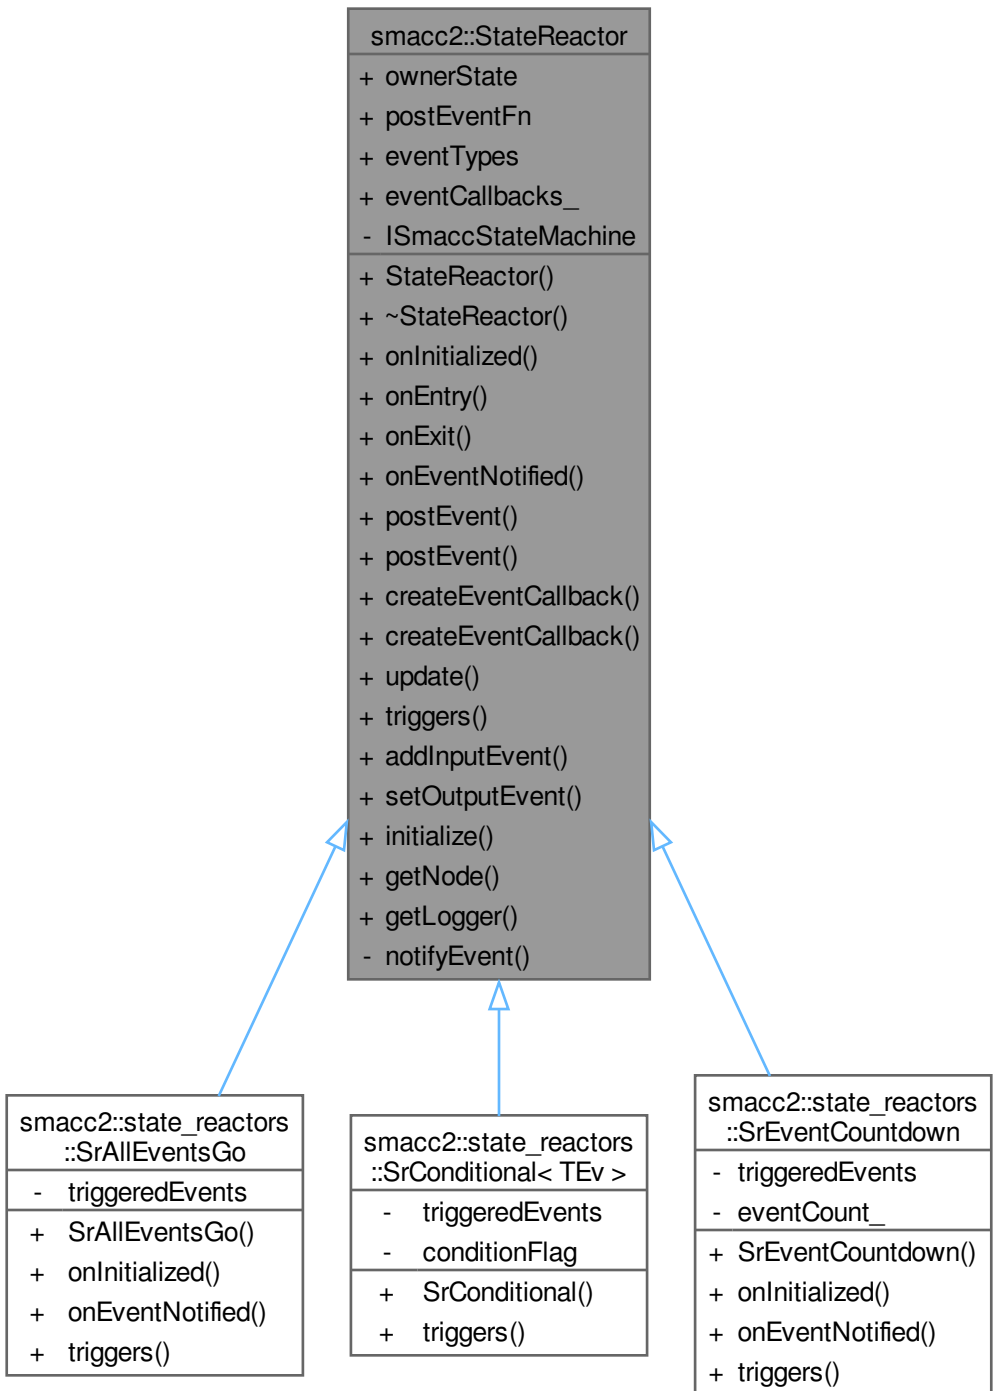 smacc2::StateReactor
+ ownerState
+ postEventFn
+ eventTypes
+ eventCallbacks_
- ISmaccStateMachine
+ StateReactor()
+ ~StateReactor()
+ onInitialized()
+ onEntry()
+ onExit()
+ onEventNotified()
+ postEvent()
+ postEvent()
+ createEventCallback()
+ createEventCallback()
+ update()
+ triggers()
+ addInputEvent()
+ setOutputEvent()
+ initialize()
+ getNode()
+ getLogger()
- notifyEvent()
smacc2::state_reactors
::SrAllEventsGo
- triggeredEvents
+ SrAllEventsGo()
+ onInitialized()
+ onEventNotified()
+ triggers()
smacc2::state_reactors
::SrConditional< TEv >
- triggeredEvents
- conditionFlag
+ SrConditional()
+ triggers()
smacc2::state_reactors
::SrEventCountdown
- triggeredEvents
- eventCount_
+ SrEventCountdown()
+ onInitialized()
+ onEventNotified()
+ triggers()